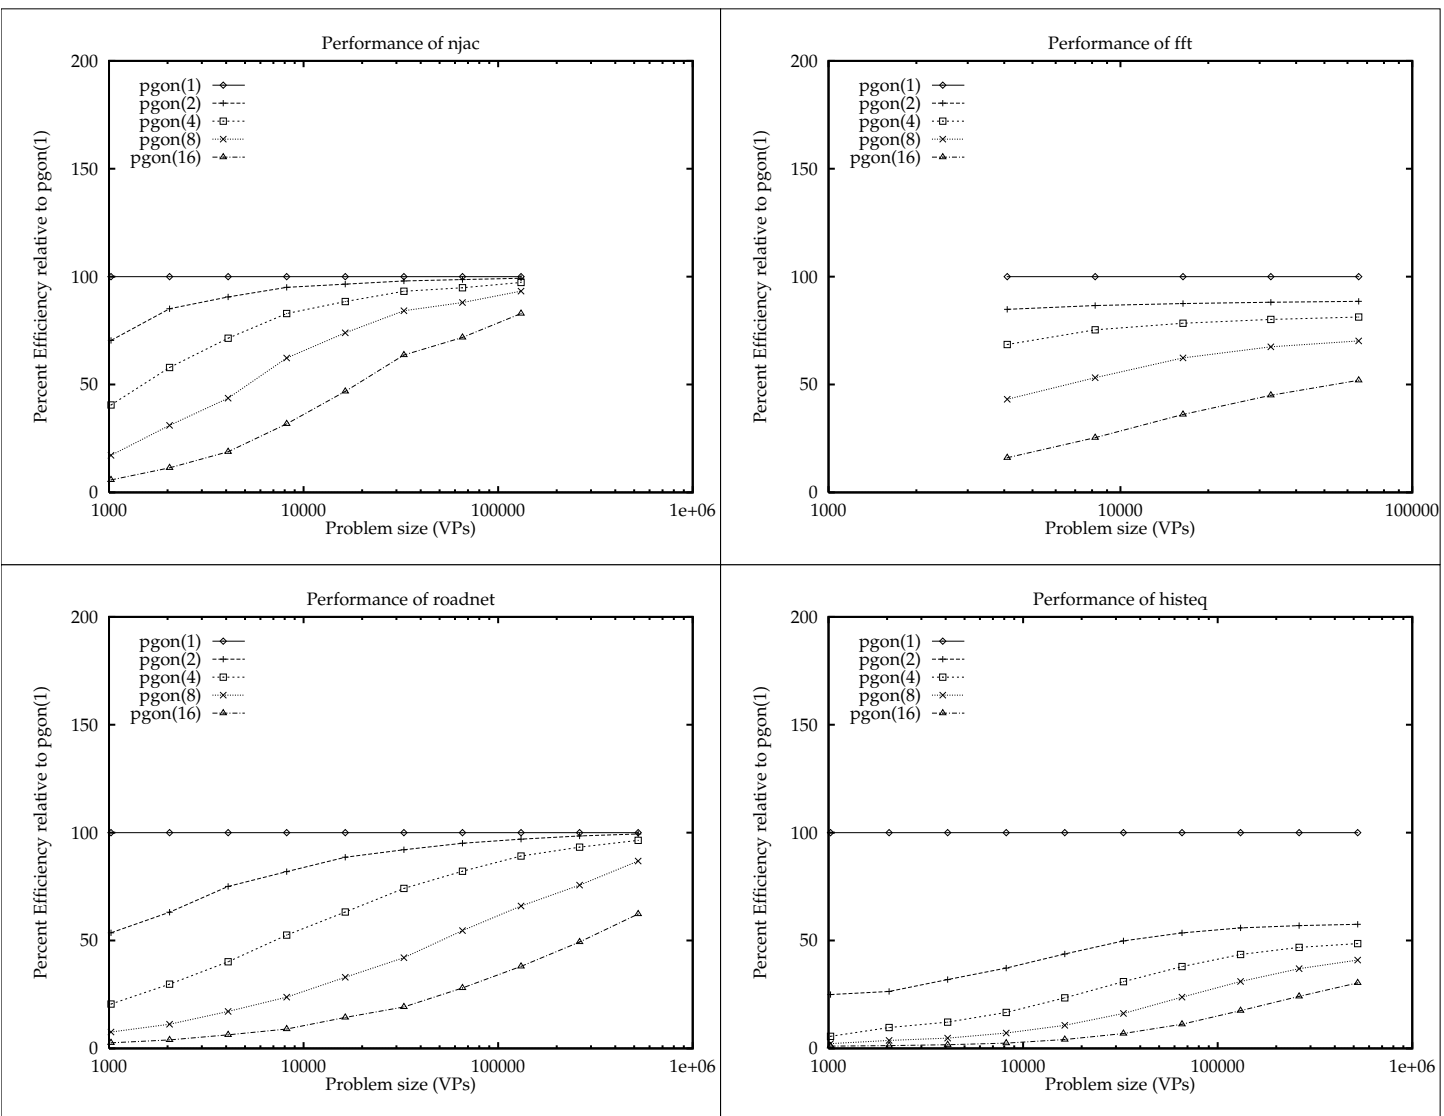 Performance of njac
200
150
100
50
0
Percent Efficiency relative to pgon(1)
pgon(1)
pgon(2)
pgon(4)
pgon(8)
pgon(16)
1000 10000 100000 1e+06
Problem size (VPs)
Performance of fft
200
150
100
50
0
Percent Efficiency relative to pgon(1)
pgon(1)
pgon(2)
pgon(4)
pgon(8)
pgon(16)
1000 10000 100000
Problem size (VPs)
Performance of roadnet
200
150
100
50
0
Percent Efficiency relative to pgon(1)
pgon(1)
pgon(2)
pgon(4)
pgon(8)
pgon(16)
1000 10000 100000 1e+06
Problem size (VPs)
Performance of histeq
200
150
100
50
0
Percent Efficiency relative to pgon(1)
pgon(1)
pgon(2)
pgon(4)
pgon(8)
pgon(16)
1000 10000 100000 1e+06
Problem size (VPs)